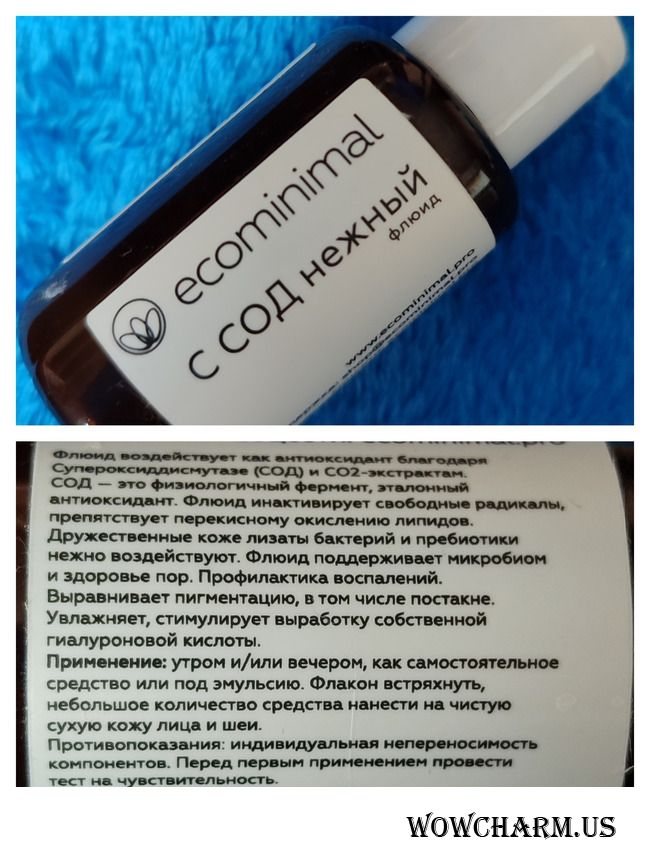 ecominimal
с СОД нежный
флюид
www.ecominimal.pro
ecominimal.pro
Флюид воздействует как антиоксидант благодаря
Супероксиддисмутазе (СОД) и СО2-экстрактам.
СОД — это физиологичный фермент, эталонный
антиоксидант. Флюид инактивирует свободные радикалы,
препятствует перекисному окислению липидов.
Дружественные коже лизаты бактерий и пребиотики
нежно воздействуют. Флюид поддерживает микробиом
и здоровье пор. Профилактика воспалений.
Выравнивает пигментацию, в том числе постакне.
Увлажняет, стимулирует выработку собственной
гиалуроновой кислоты.
Применение: утром и/или вечером, как самостоятельное
средство или под эмульсию. Флакон встряхнуть,
небольшое количество средства нанести на чистую
сухую кожу лица и шеи.
Противопоказания: индивидуальная непереносимость
компонентов. Перед первым применением провести
тест на чувствительность.
WOWCHARM.US